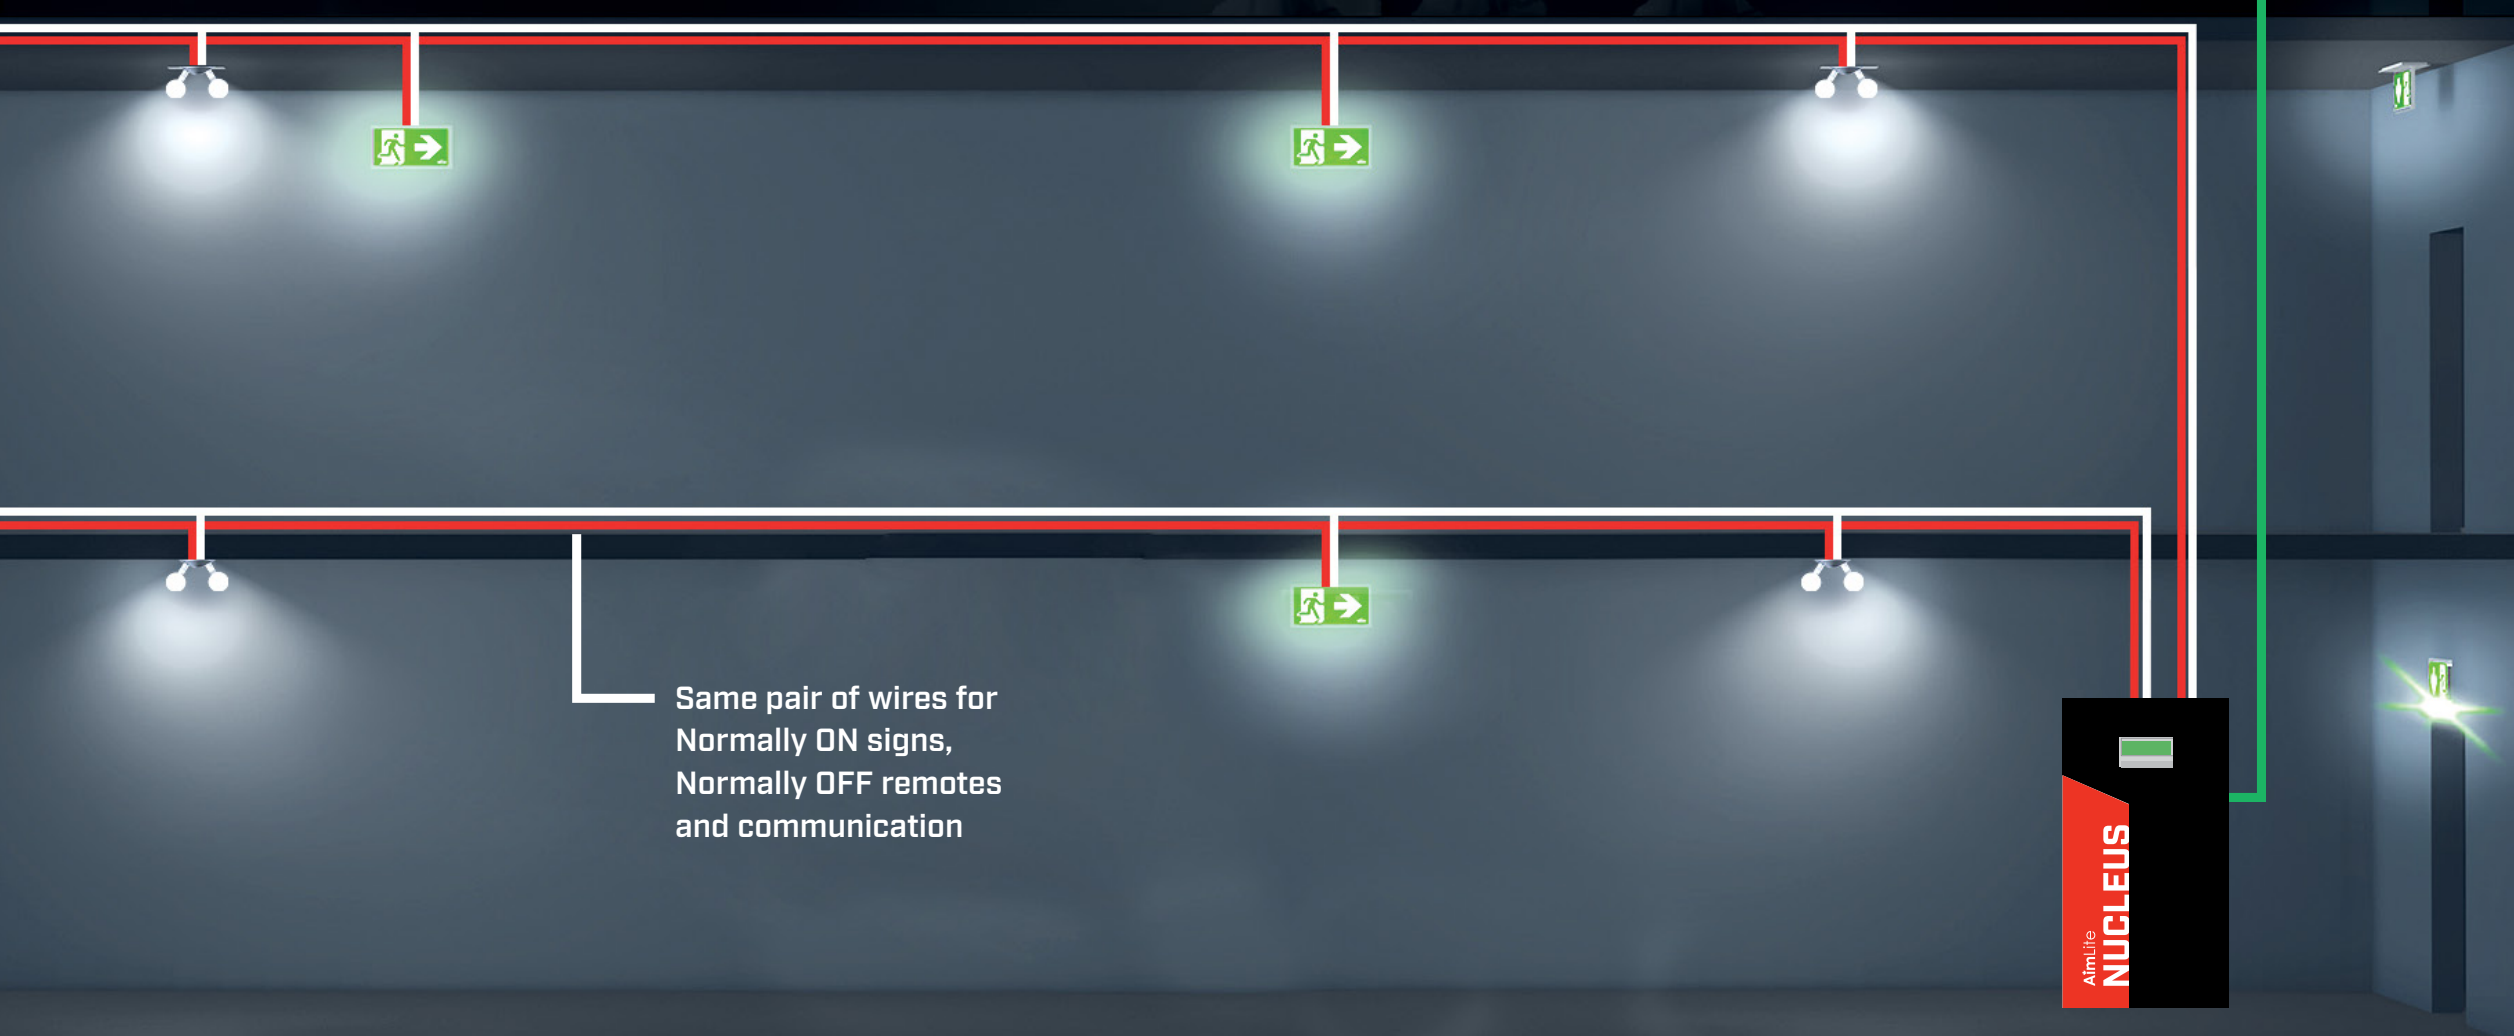 Same pair of wires for
Normally ON signs,
Normally OFF remotes
and communication
AimLite
NUCLEUS